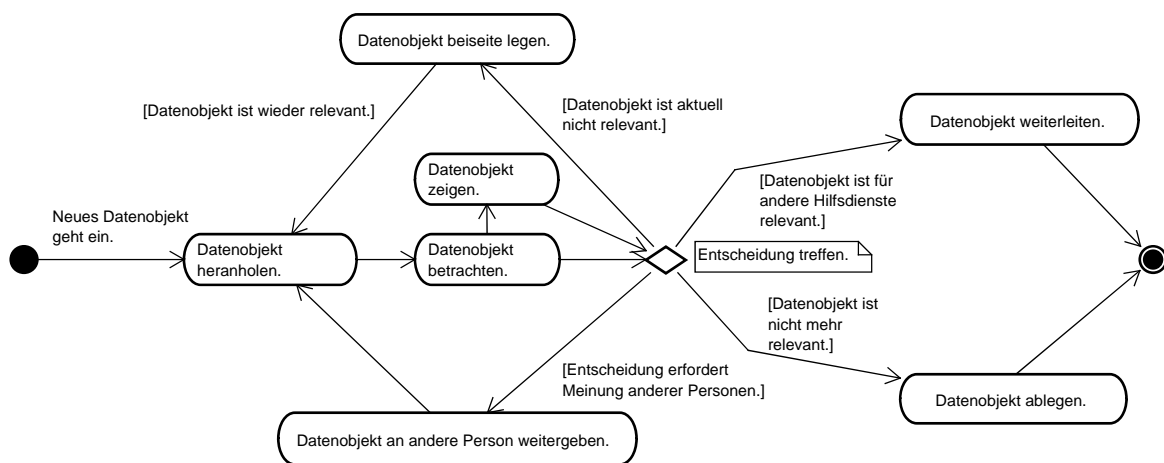 Datenobjekt beiseite legen.
[Datenobjekt ist wieder relevant.]
[Datenobjekt ist aktuell
nicht relevant.]
Datenobjekt weiterleiten.
Datenobjekt
zeigen.
[Datenobjekt ist für
andere Hilfsdienste
relevant.]
Neues Datenobjekt
geht ein.
Datenobjekt
heranholen.
Datenobjekt
betrachten.
Entscheidung treffen.
[Datenobjekt ist
nicht mehr
relevant.]
[Entscheidung erfordert
Meinung anderer Personen.]
Datenobjekt ablegen.
Datenobjekt an andere Person weitergeben.